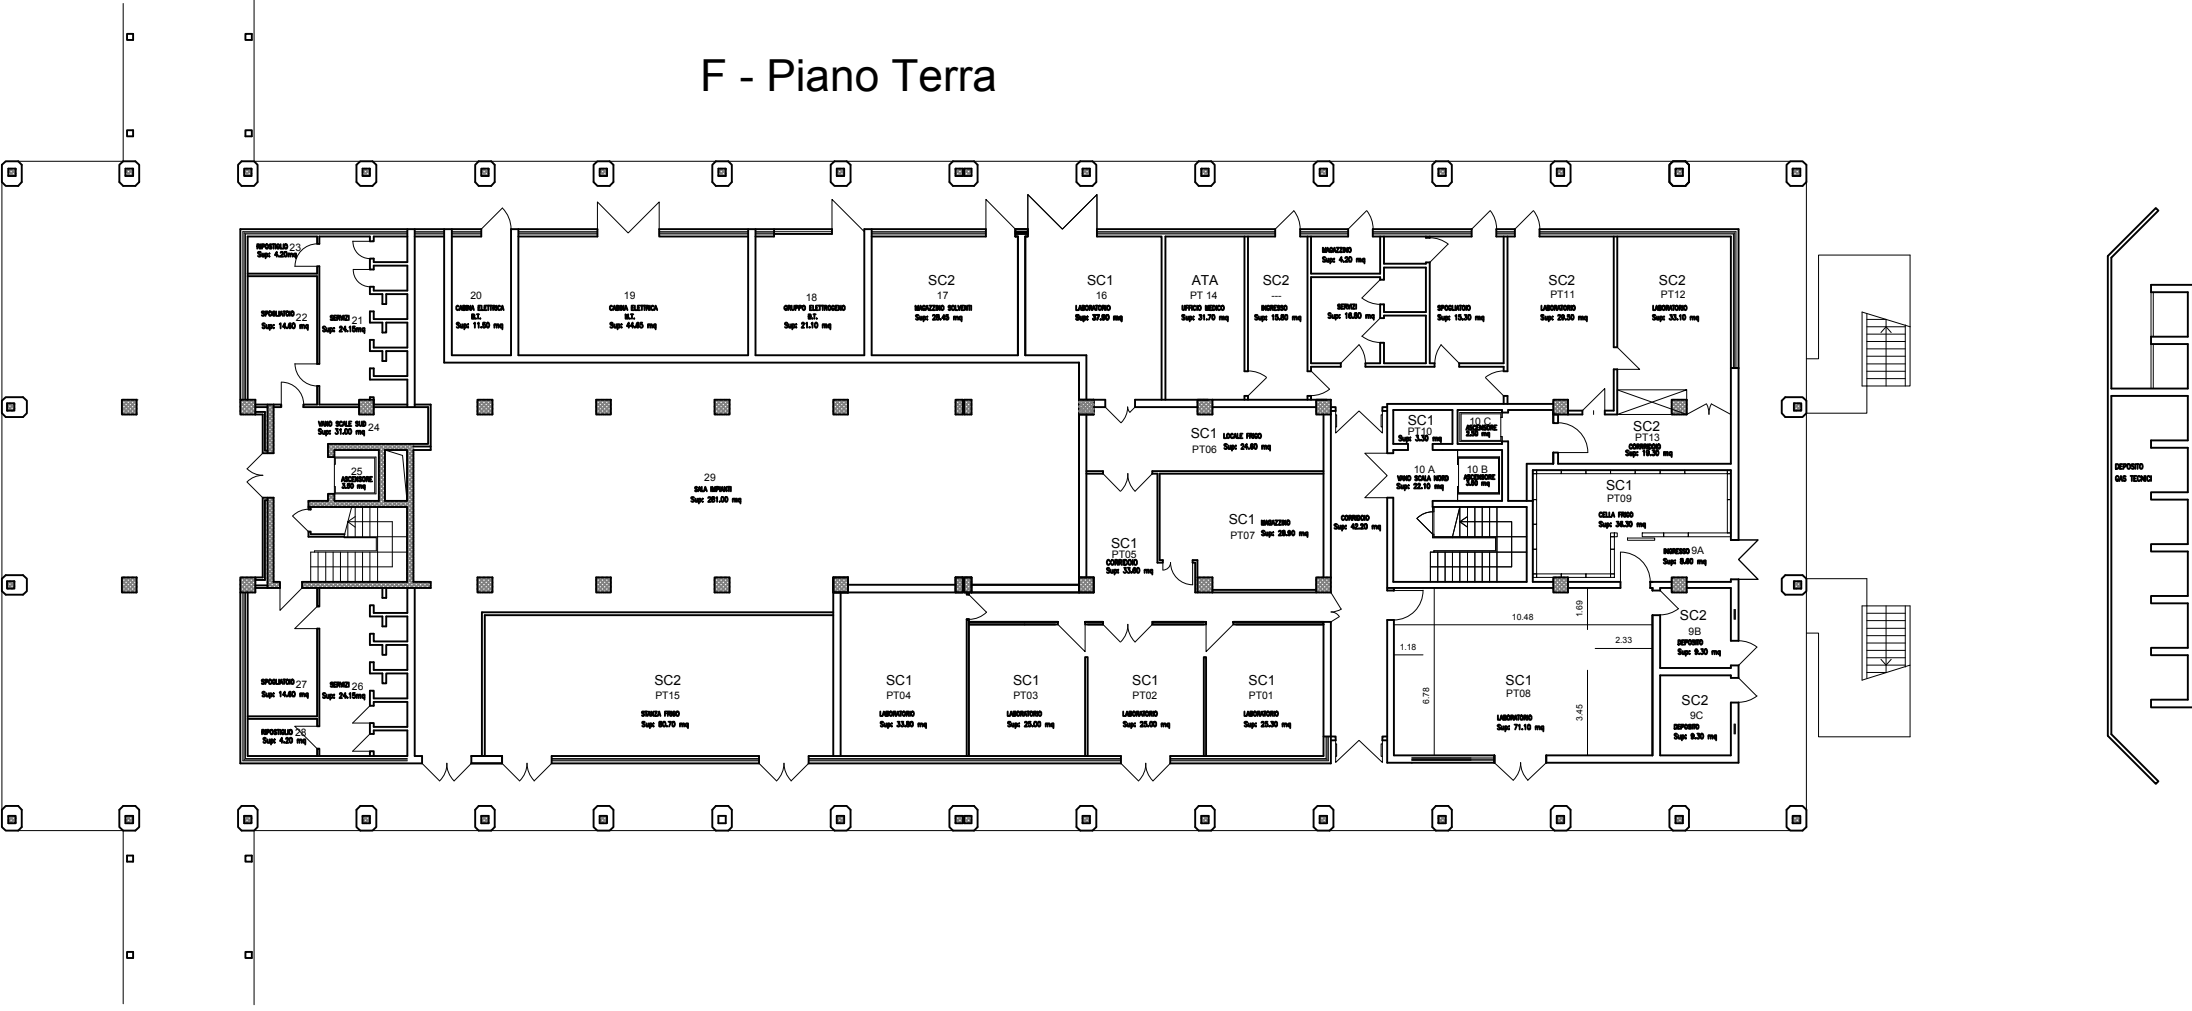 F - Piano Terra
RIPOSTIGLIO 23
Sup: 4.20mq
SPOGLIATOIO 22
Sup: 14.60 mq
SERVIZI 21
Sup: 24.15mq
20
CABINA ELETTRICA
B.T.
Sup: 11.60 mq
19
CABINA ELETTRICA
M.T.
Sup: 44.65 mq
18
GRUPPO ELETTROGENO
B.T.
Sup: 21.10 mq
SC2
17
MAGAZZINO SOLVENTI
Sup: 28.45 mq
SC1
16
LABORATORIO
Sup: 37.80 mq
ATA
PT 14
UFFICIO MEDICO
Sup: 31.70 mq
SC2
---
INGRESSO
Sup: 15.80 mq
MAGAZZINO
Sup: 4.20 mq
SERVIZI
Sup: 16.80 mq
SPOGLIATOIO
Sup: 15.30 mq
SC2
PT11
LABORATORIO
Sup: 29.50 mq
SC2
PT12
LABORATORIO
Sup: 33.10 mq
VANO SCALE SUD 24
Sup: 31.00 mq
25
ASCENSORE
3.80 mq
29
SALA IMPIANTI
Sup: 281.00 mq
SC1
PT06
LOCALE FRIGO
Sup: 24.60 mq
SC1
PT07
MAGAZZINO
Sup: 28.90 mq
SC1
PT05
CORRIDOIO
Sup: 33.60 mq
CORRIDOIO
Sup: 42.20 mq
SC1
PT10
Sup: 3.30 mq
10 C
ASCENSORE
10 A
VANO SCALA NORD
Sup: 22.10 mq
10 B
ASCENSORE
3.80 mq
SC2
PT13
CORRIDOIO
Sup: 16.30 mq
SC1
PT09
CELLA FRIGO
Sup: 36.30 mq
INGRESSO 9A
Sup: 8.60 mq
SC2
9B
DEPOSITO
Sup: 9.30 mq
SC2
9C
DEPOSITO
Sup: 9.30 mq
10.48
1.69
2.33
1.18
6.78
3.45
SC1
PT08
LABORATORIO
Sup: 71.10 mq
SPOGLIATOIO 27
Sup: 14.60 mq
SERVIZI 26
Sup: 24.15mq
RIPOSTIGLIO 28
Sup: 4.20 mq
SC2
PT15
STANZA FRIGO
Sup: 80.70 mq
SC1
PT04
LABORATORIO
Sup: 33.80 mq
SC1
PT03
LABORATORIO
Sup: 25.00 mq
SC1
PT02
LABORATORIO
Sup: 25.00 mq
SC1
PT01
LABORATORIO
Sup: 25.30 mq
DEPOSITO
GAS TECNICI